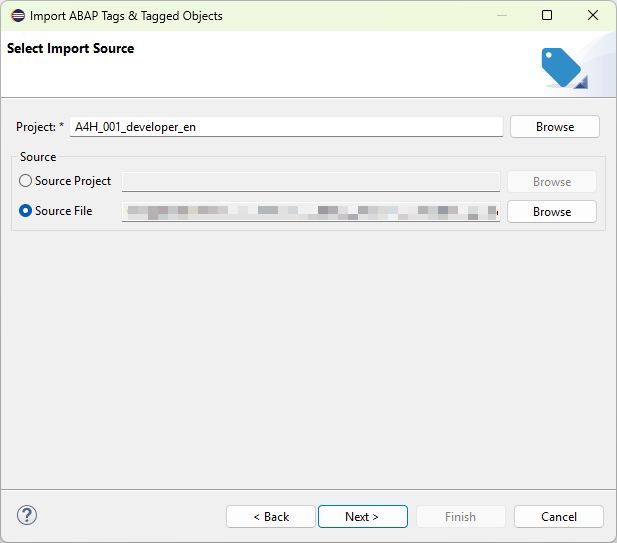 Import ABAP Tags & Tagged Objects
Select Import Source
Project: * A4H_001_developer_en Browse
Source
Source Project Browse
Source File Browse
< Back Next > Finish Cancel